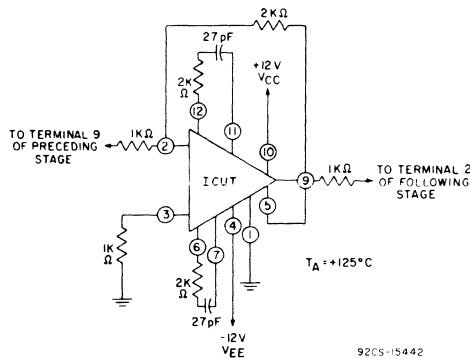 2KΩ
27pF
2K
Ω
+12V
VCC
12
11
10
TO TERMINAL 9
OF PRECEDING
STAGE
1KΩ
2
ICUT
9
1KΩ
TO TERMINAL 2
OF FOLLOWING
STAGE
3
5
1K
Ω
6
7
4
1
2K
Ω
27pF
TA=+125°C
-12V
VEE
92CS-15442